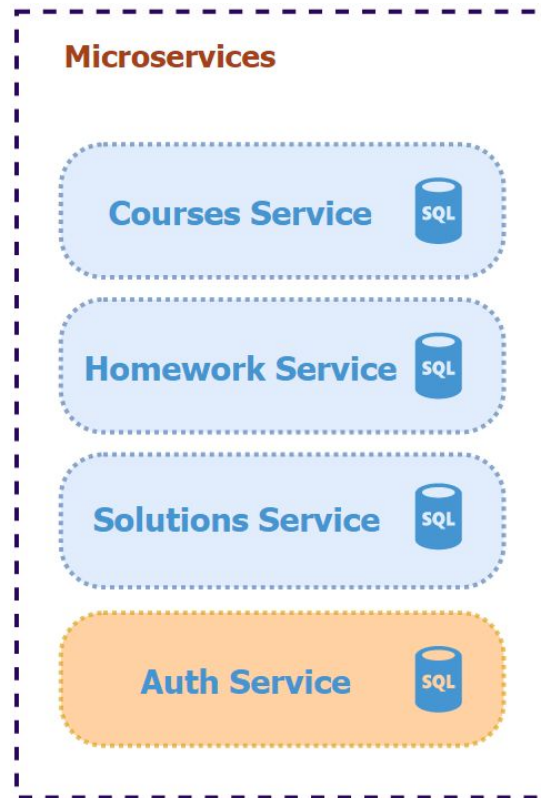 Microservices
Courses Service
SQL
Homework Service
SQL
Solutions Service
SQL
Auth Service
SQL